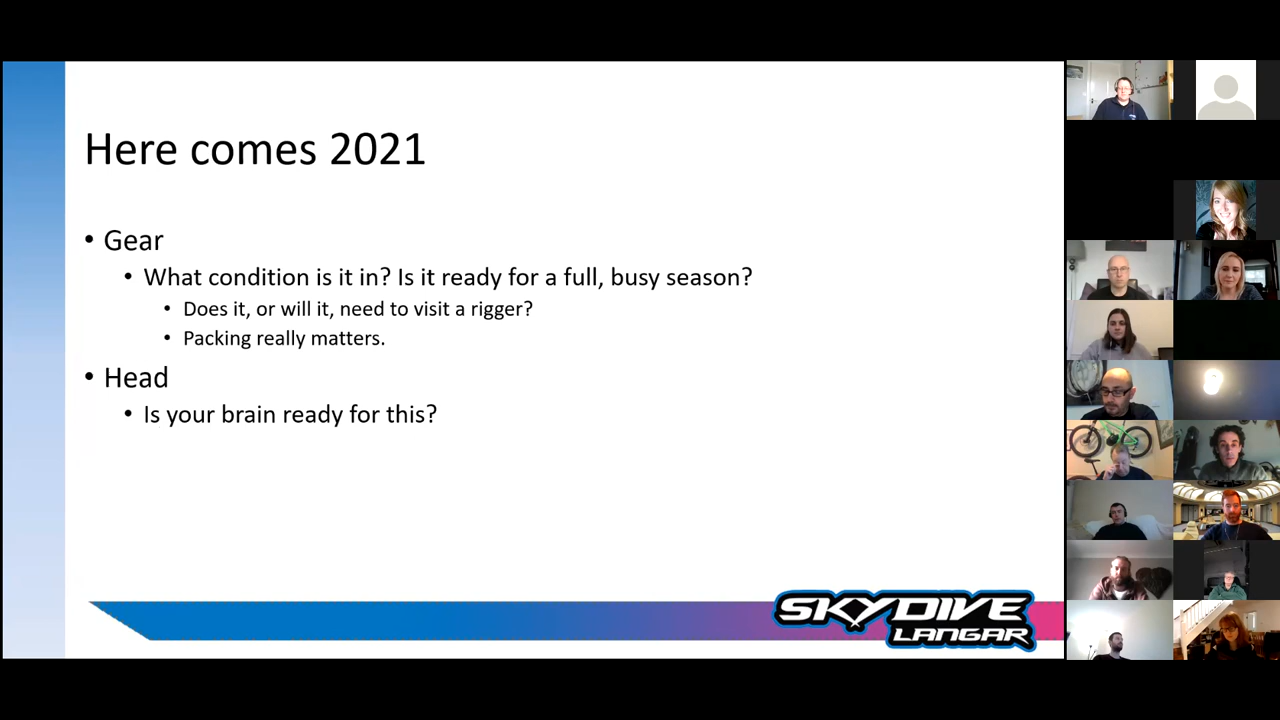 Here comes 2021
• Gear
• What condition is it in? Is it ready for a full, busy season?
• Does it, or will it, need to visit a rigger?
• Packing really matters.
• Head
• Is your brain ready for this?
SKYDIVE
LANGAR